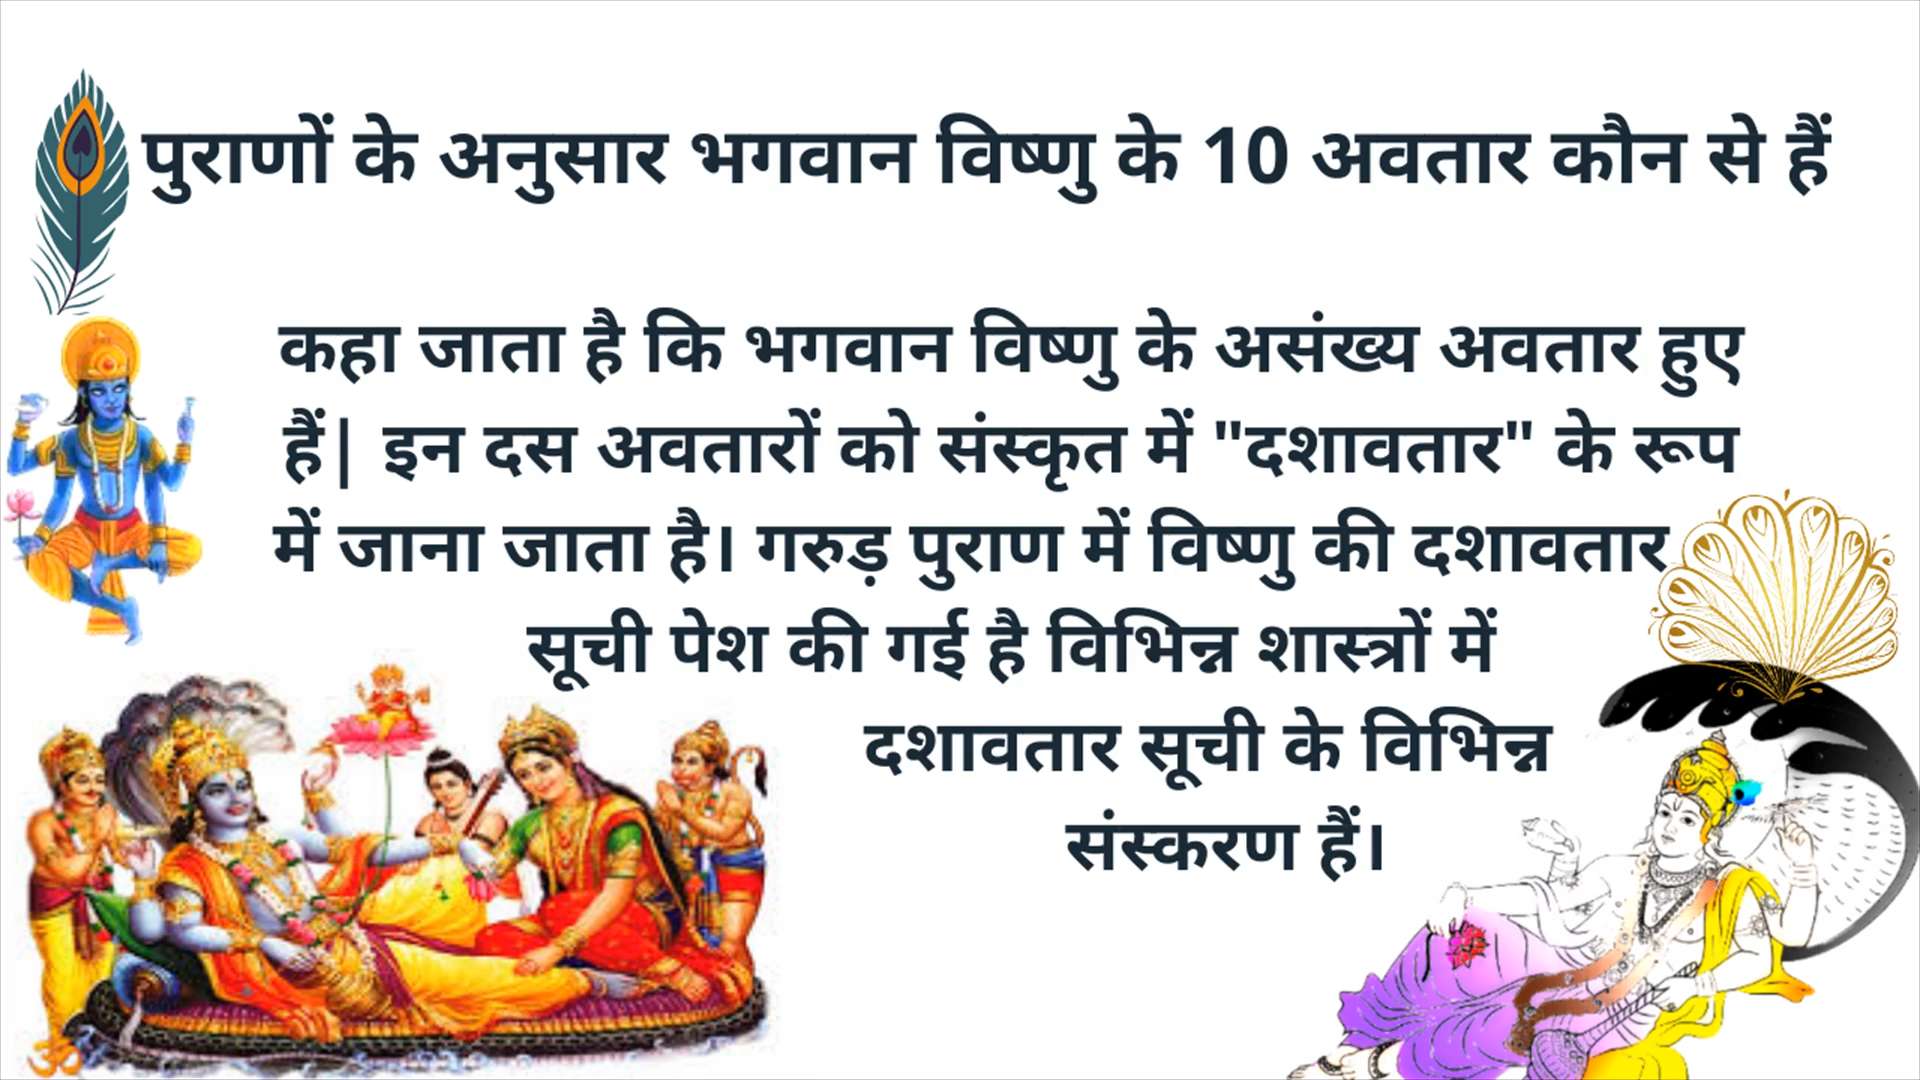 पुराणों के अनुसार भगवान विष्णु के 10 अवतार कौन से हैं
कहा जाता है कि भगवान विष्णु के असंख्य अवतार हुए
हैं| इन दस अवतारों को संस्कृत में "दशावतार" के रूप
में जाना जाता है। गरुड़ पुराण में विष्णु की दशावतार
सूची पेश की गई है विभिन्न शास्त्रों में
दशावतार सूची के विभिन्न
संस्करण हैं।
ॐ